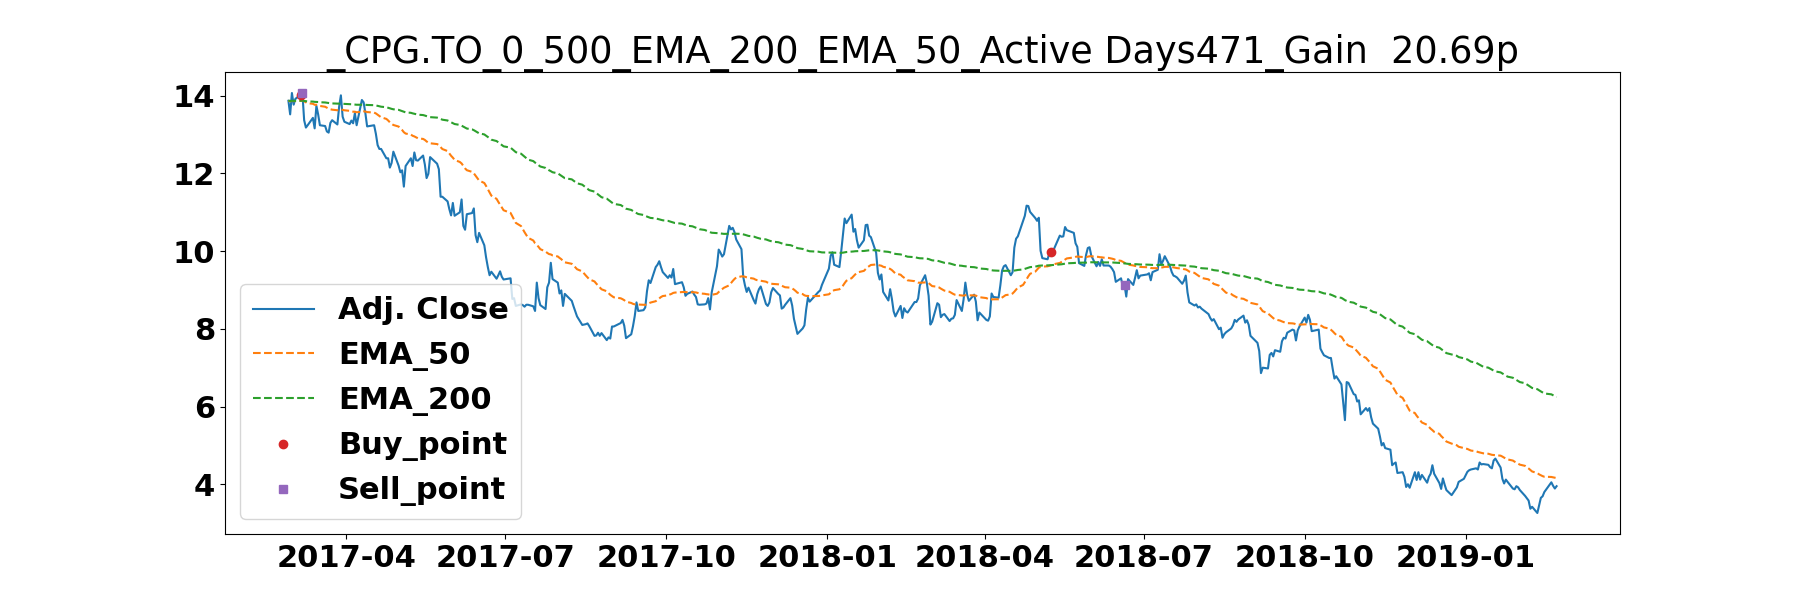 _CPG.TO_0_500_EMA_200_EMA_50_Active Days471_Gain  20.69p
14
12
10
8
6
4
Adj. Close
EMA_50
EMA_200
Buy_point
Sell_point
2017-04 2017-07 2017-10 2018-01 2018-04 2018-07 2018-10 2019-01